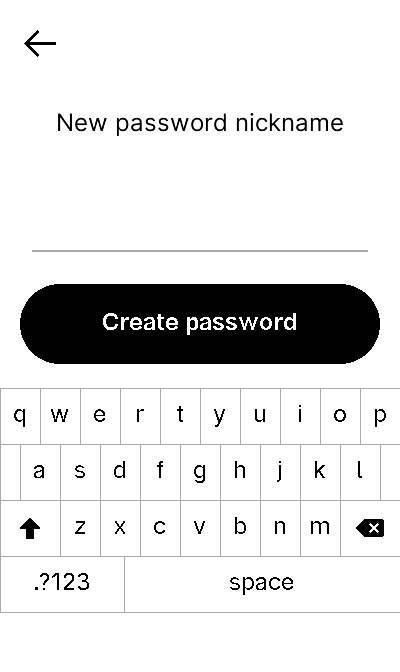 New password nickname
Create password
q w e r t y u i o p
a s d f g h j k l
z x c v b n m
.?123 space